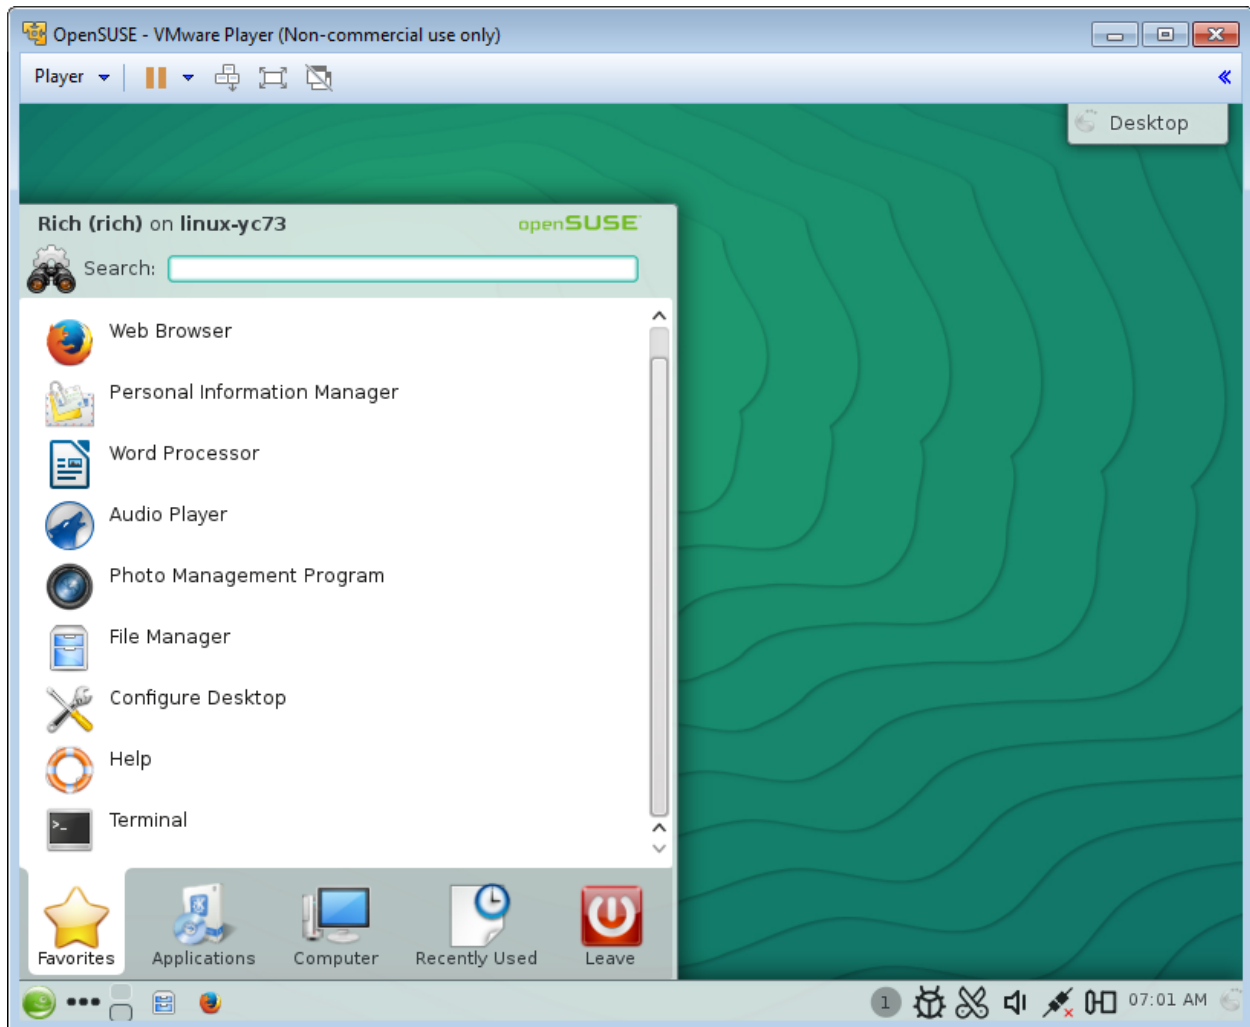 OpenSUSE - VMware Player (Non-commercial use only)
Player
Desktop
Rich (rich) on linux-yc73
openSUSE
Search:
Web Browser
Personal Information Manager
Word Processor
Audio Player
Photo Management Program
File Manager
Configure Desktop
Help
Terminal
Favorites
Applications
Computer
Recently Used
Leave
1
07:01 AM